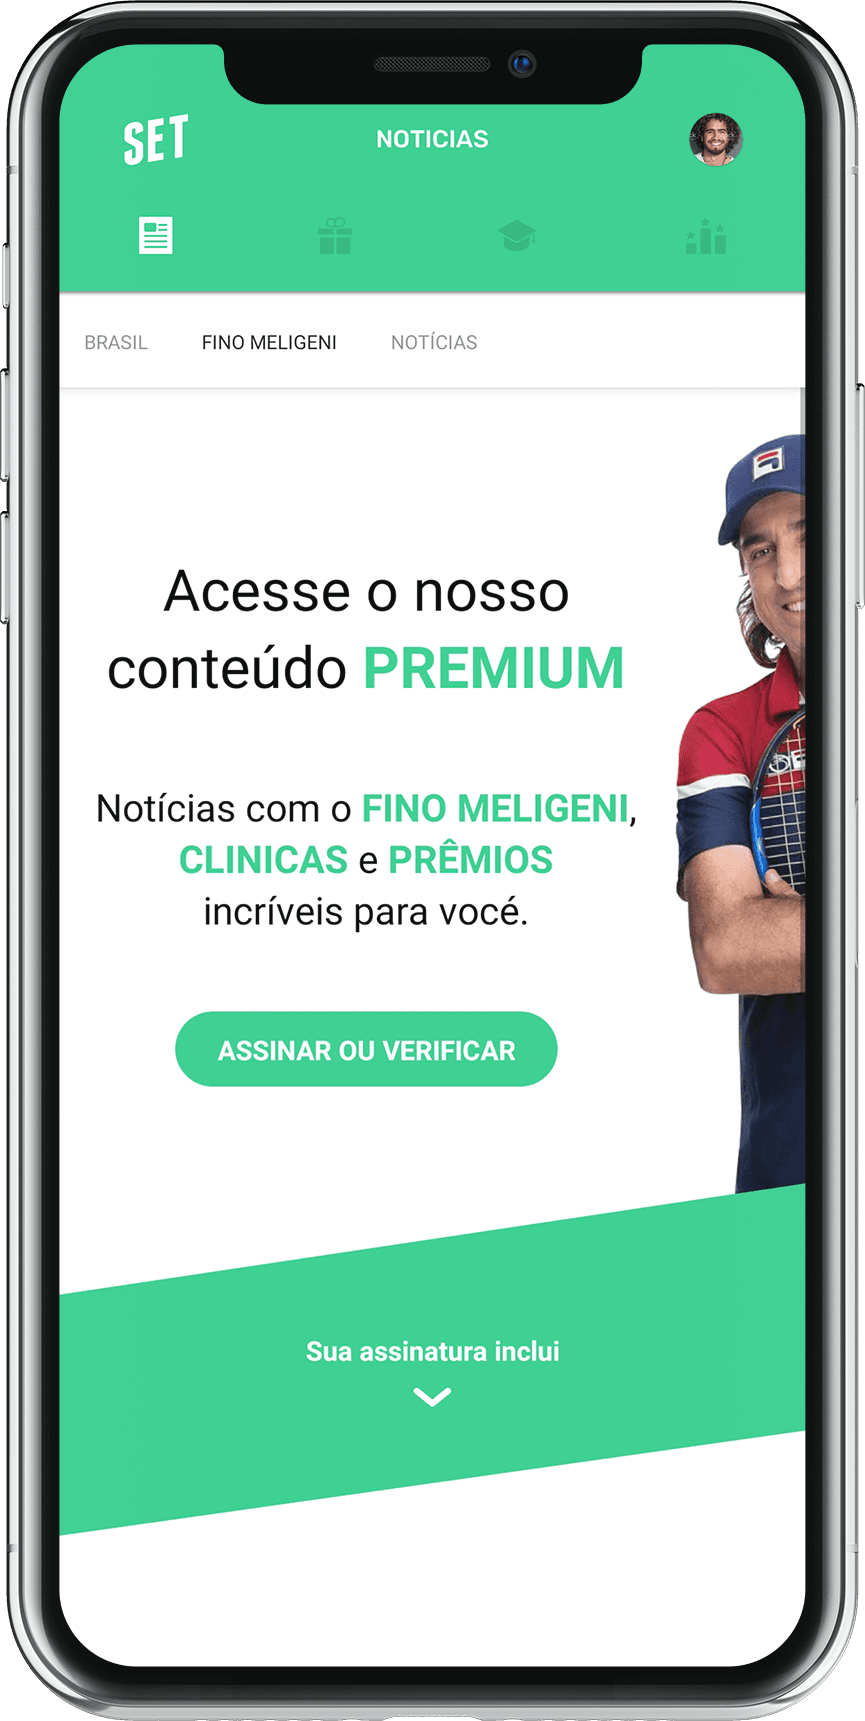 SET
NOTICIAS
BRASIL FINO MELIGENI NOTÍCIAS
Acesse o nosso
conteúdo PREMIUM
Notícias com o FINO MELIGENI,
CLINICAS e PRÊMIOS
incríveis para você.
ASSINAR OU VERIFICAR
Sua assinatura inclui